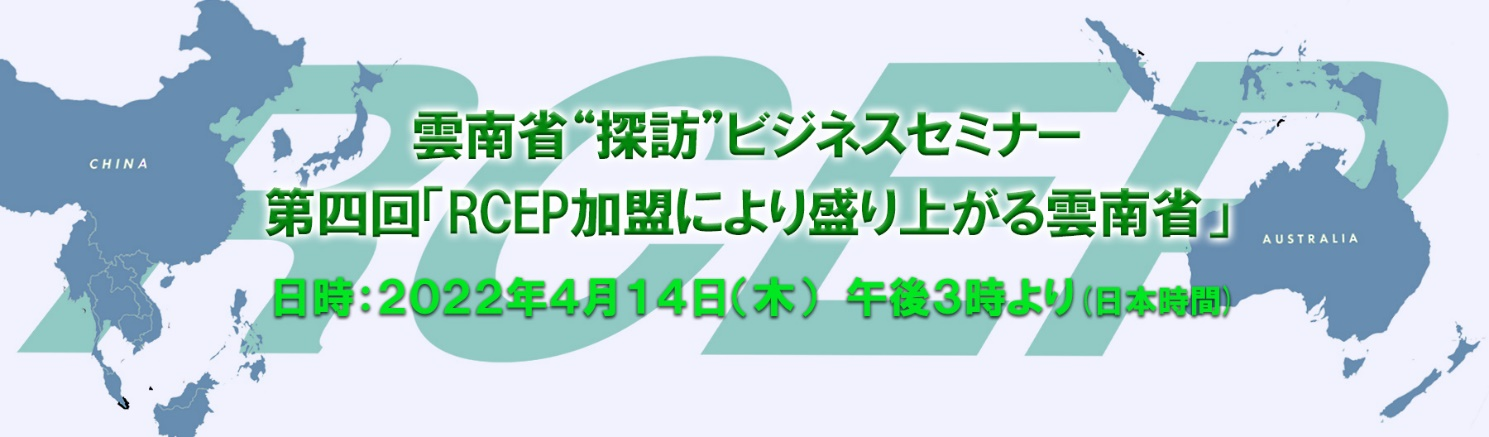 RCEP
CHINA
雲南省“探訪”ビジネスセミナー
第四回「RCEP加盟により盛り上がる雲南省」
AUSTRALIA
日時：2022年4月14日（木） 午後3時より（日本時間）